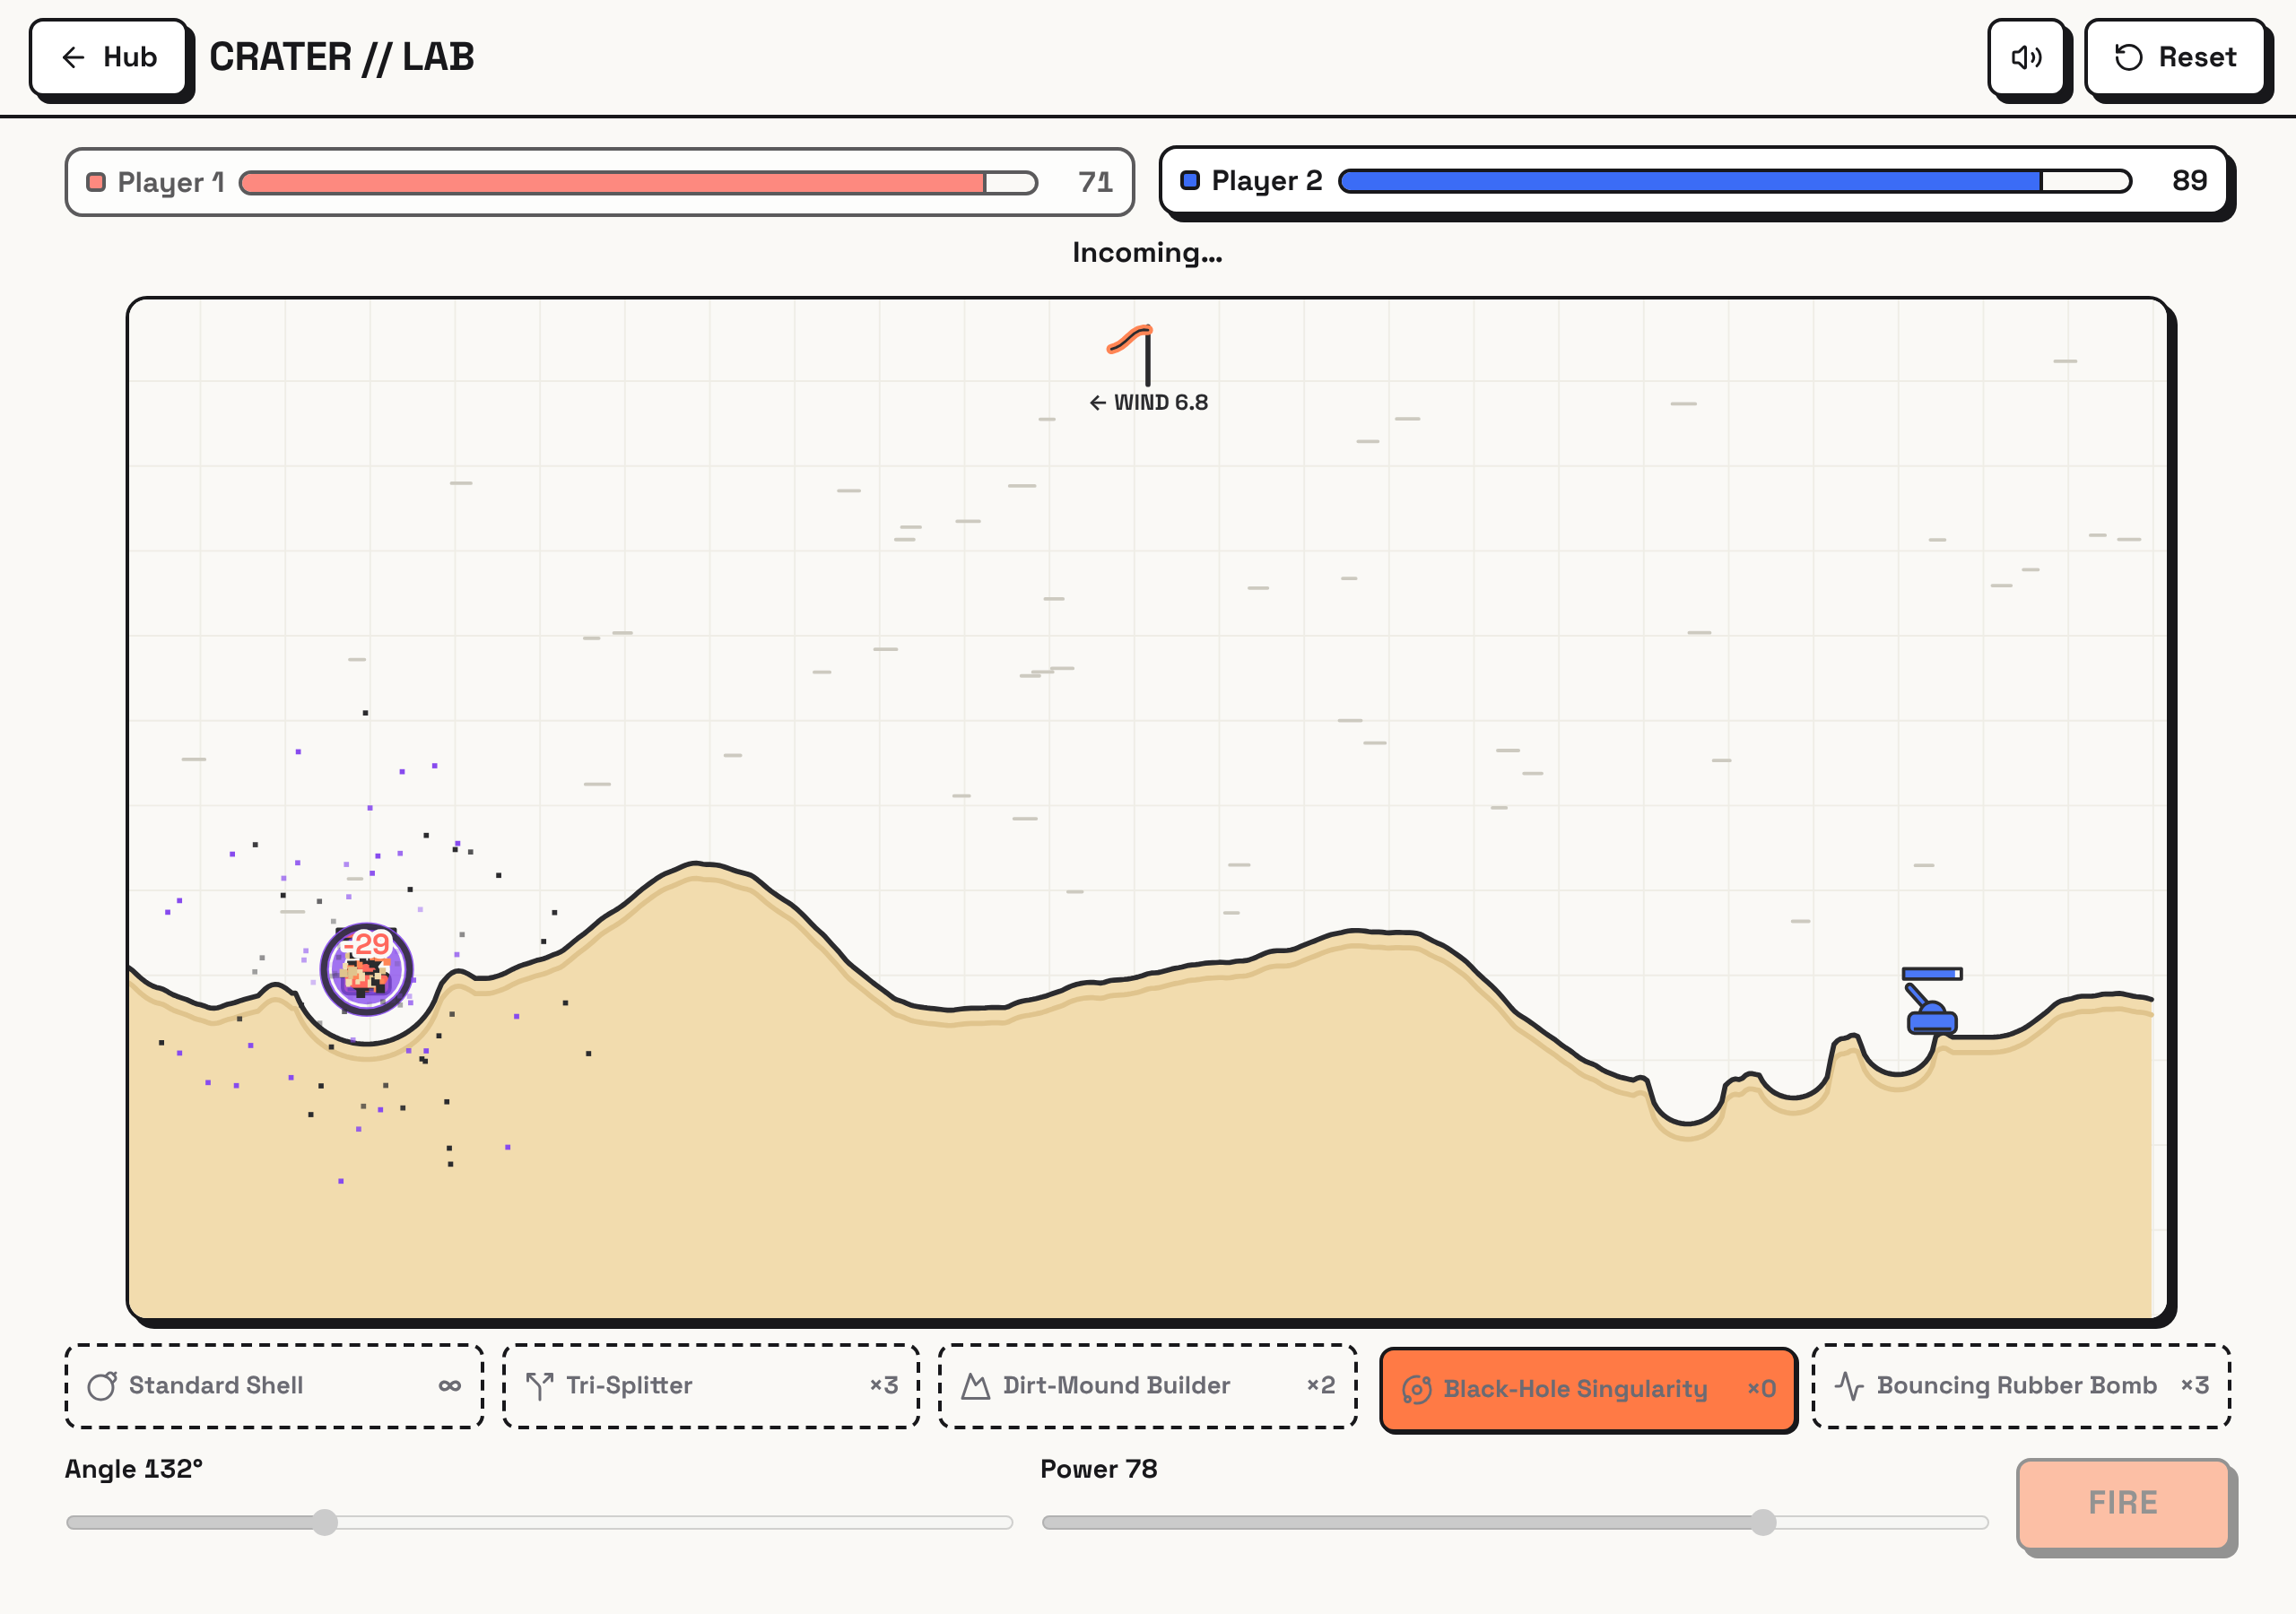 Hub
CRATER // LAB
Reset
Player 1
71
Player 2
89
Incoming...
← WIND 6.8
-29
Standard Shell ∞
Tri-Splitter ×3
Dirt-Mound Builder ×2
Black-Hole Singularity ×0
Bouncing Rubber Bomb ×3
Angle 132°
Power 78
FIRE